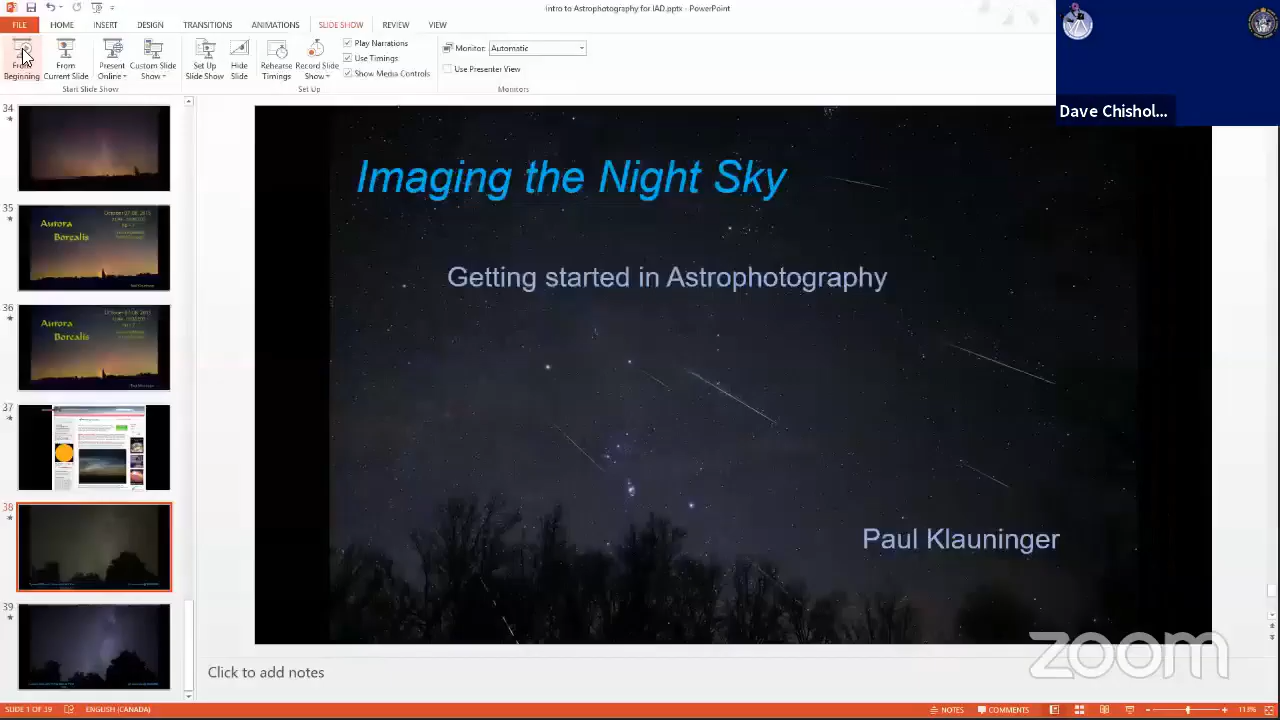 intro to Astrophotography for IAD.pptx - PowerPoint
FILE HOME INSERT DESIGN TRANSITIONS ANIMATIONS SLIDE SHOW REVIEW VIEW
From Beginning
From Current Slide
Present Online
Custom Slide Show
Set Up Slide Show
Hide Slide
Rehearse Timings
Record Slide Show
Play Narrations
Use Timings
Show Media Controls
Monitor: Automatic
Use Presenter View
Start Slide Show
Set Up
Monitors
Dave Chishol...
34
35
Aurora
Borealis
36
Aurora
Borealis
37
38
39
Imaging the Night Sky
Getting started in Astrophotography
Paul Klauninger
zoom
Click to add notes
SLIDE 1 OF 39 ENGLISH (CANADA) NOTES COMMENTS 113%